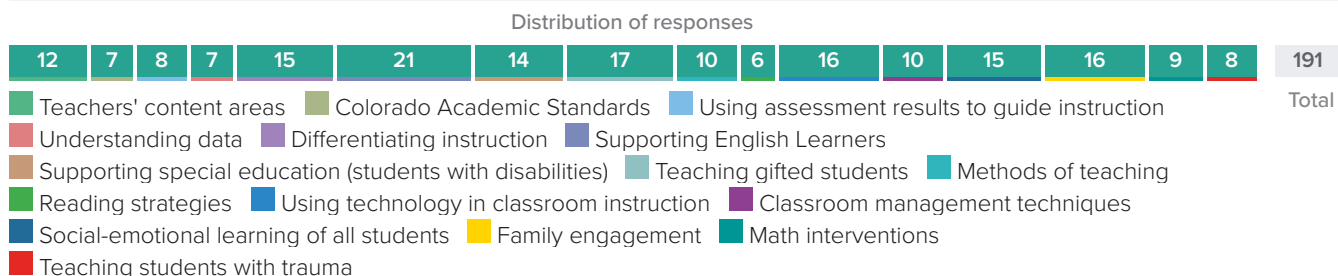 Distribution of responses
12 7 8 7 15 21 14 17 10 6 16 10 15 16 9 8 191
Teachers' content areas Colorado Academic Standards Using assessment results to guide instruction Total
Understanding data Differentiating instruction Supporting English Learners
Supporting special education (students with disabilities) Teaching gifted students Methods of teaching
Reading strategies Using technology in classroom instruction Classroom management techniques
Social-emotional learning of all students Family engagement Math interventions
Teaching students with trauma